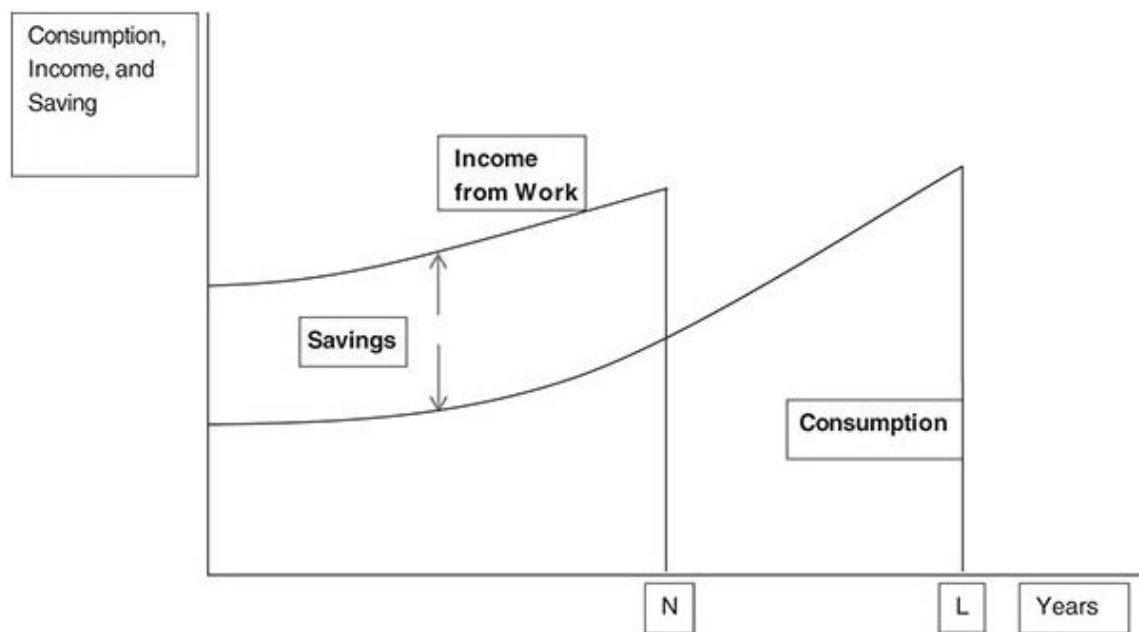 Consumption,
Income, and
Saving
Income
from Work
Savings
Consumption
N
L
Years